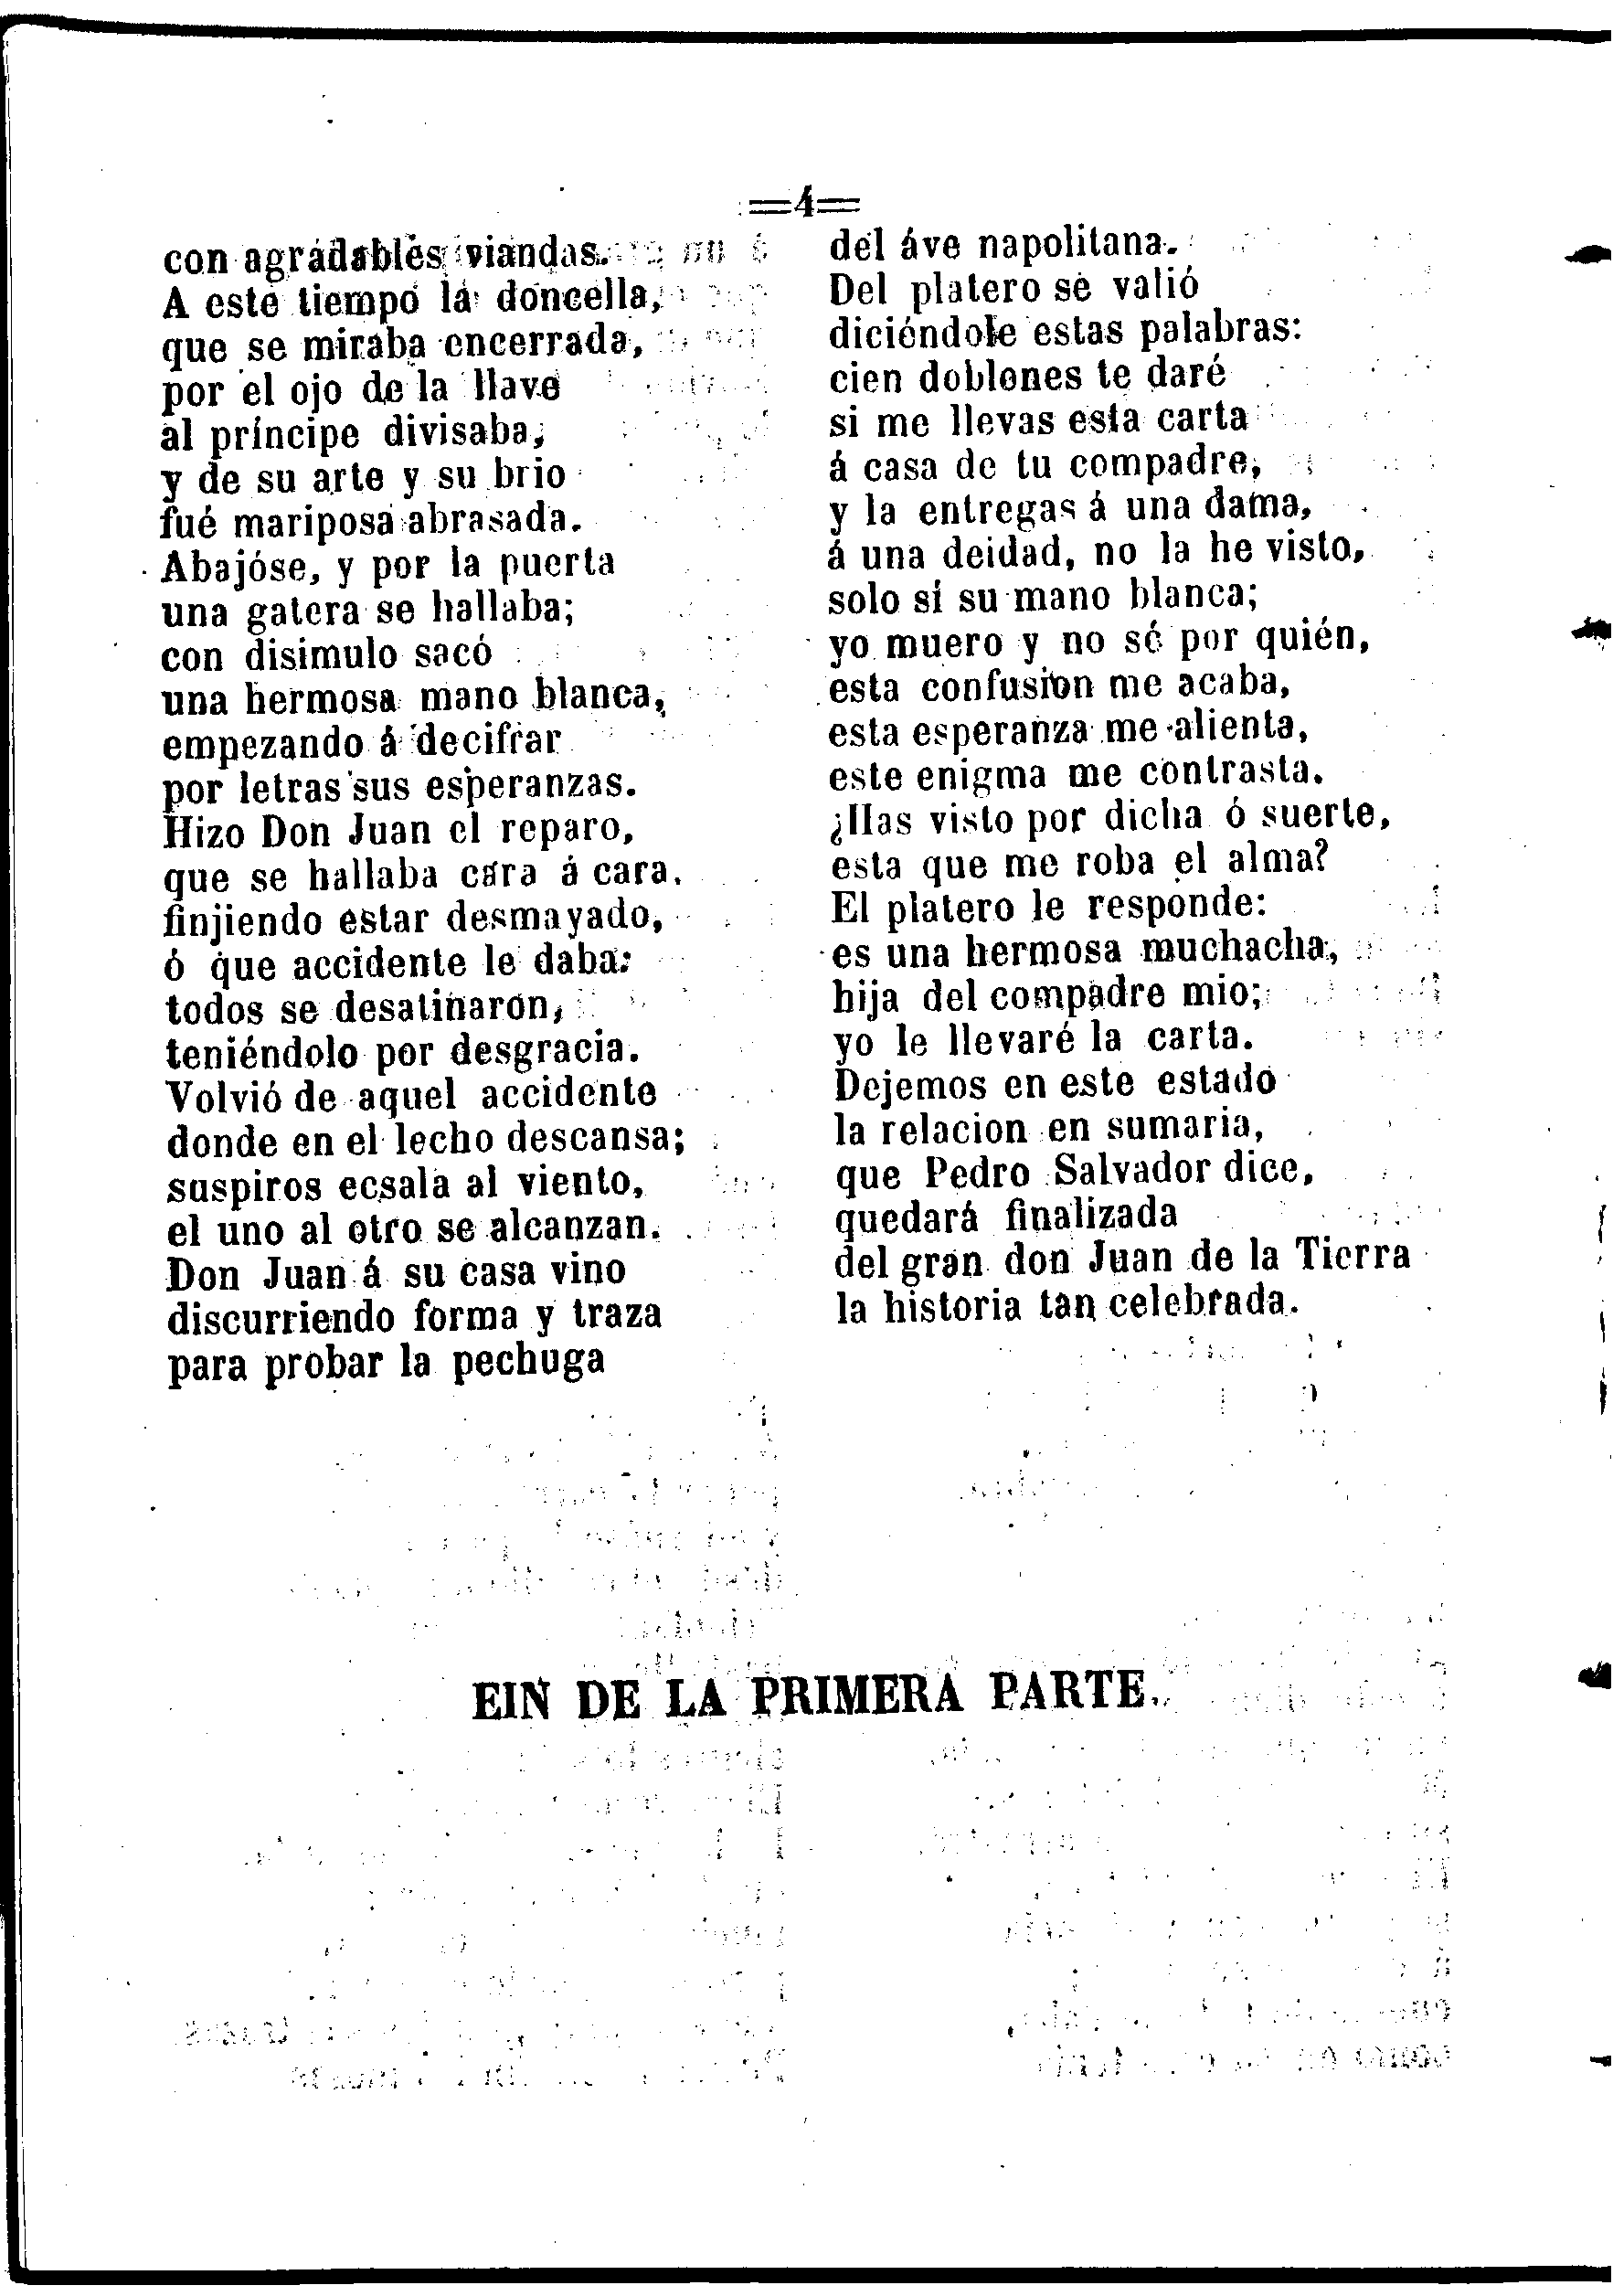 =4=
con agradables viandas.
A este tiempo la doncella,
que se miraba encerrada,
por el ojo de la llave
al príncipe divisaba,
y de su arte y su brio
fué mariposa abrasada.
Abajóse, y por la puerta
una gatera se hallaba;
con disimulo sacó
una hermosa mano blanca,
empezando á decifrar
por letras sus esperanzas.
Hizo Don Juan el reparo,
que se hallaba cara á cara,
finjiendo estar desmayado,
ó que accidente le daba:
todos se desatinaron,
teniéndolo por desgracia.
Volvió de aquel accidente
donde en el lecho descansa;
suspiros ecsala al viento,
el uno al otro se alcanzan.
Don Juan á su casa vino
discurriendo forma y traza
para probar la pechuga
del áve napolitana.
Del platero se valió
diciéndole estas palabras:
cien doblones te daré
si me llevas esta carta
á casa de tu compadre,
y la entregas á una dama,
á una deidad, no la he visto,
solo sí su mano blanca;
yo muero y no sé por quién,
esta confusion me acaba,
esta esperanza me alienta,
este enigma me contrasta.
¿Has visto por dicha ó suerte,
esta que me roba el alma?
El platero le responde:
es una hermosa muchacha,
hija del compadre mio;
yo le llevaré la carta.
Dejemos en este estado
la relacion en sumaria,
que Pedro Salvador dice,
quedará finalizada
del gran don Juan de la Tierra
la historia tan celebrada.
EIN DE LA PRIMERA PARTE.